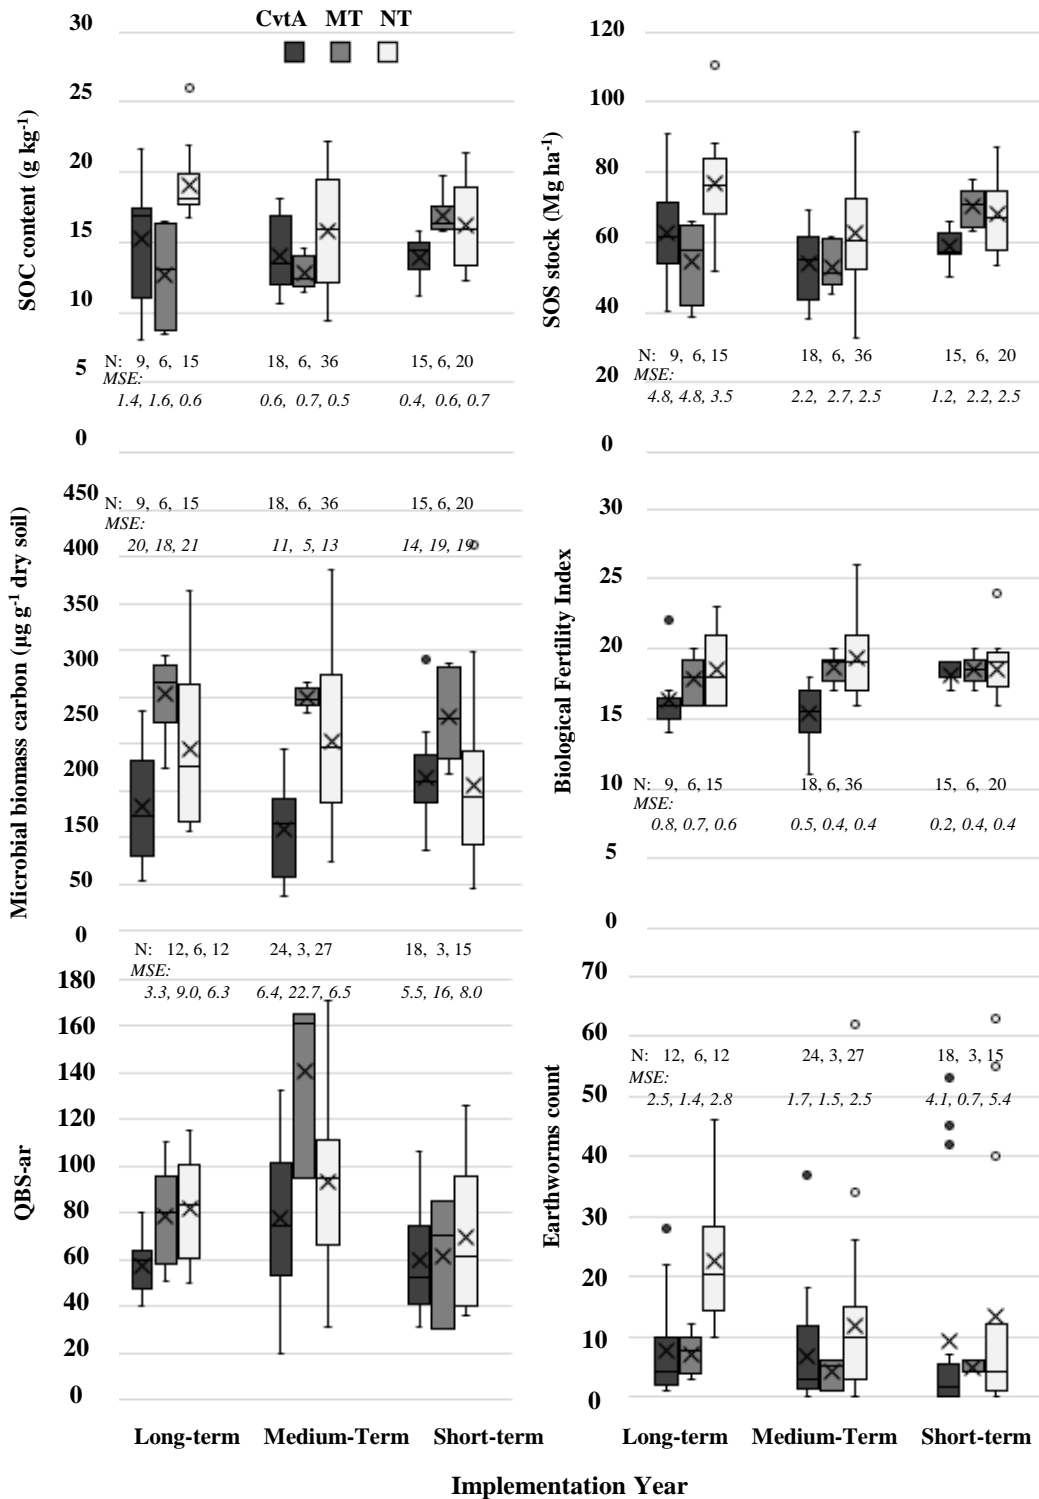 CvtA MT NT
SOC content (g kg-1)
30
25
20
15
10
5
0
N: 9, 6, 15
18, 6, 36
15, 6, 20
MSE:
1.4, 1.6, 0.6
0.6, 0.7, 0.5
0.4, 0.6, 0.7
SOS stock (Mg ha-1)
120
100
80
60
40
20
0
N: 9, 6, 15
18, 6, 36
15, 6, 20
MSE:
4.8, 4.8, 3.5
2.2, 2.7, 2.5
1.2, 2.2, 2.5
Microbial biomass carbon (µg g-1 dry soil)
450
400
350
300
250
200
150
50
0
N: 9, 6, 15
18, 6, 36
15, 6, 20
MSE:
20, 18, 21
11, 5, 13
14, 19, 19
Biological Fertility Index
30
25
20
15
10
5
0
N: 9, 6, 15
18, 6, 36
15, 6, 20
MSE:
0.8, 0.7, 0.6
0.5, 0.4, 0.4
0.2, 0.4, 0.4
QBS-ar
180
160
140
120
100
80
60
40
20
0
N: 12, 6, 12
24, 3, 27
18, 3, 15
MSE:
3.3, 9.0, 6.3
6.4, 22.7, 6.5
5.5, 16, 8.0
Long-term
Medium-Term
Short-term
Earthworms count
70
60
50
40
30
20
10
0
N: 12, 6, 12
24, 3, 27
18, 3, 15
MSE:
2.5, 1.4, 2.8
1.7, 1.5, 2.5
4.1, 0.7, 5.4
Long-term
Medium-Term
Short-term
Implementation Year